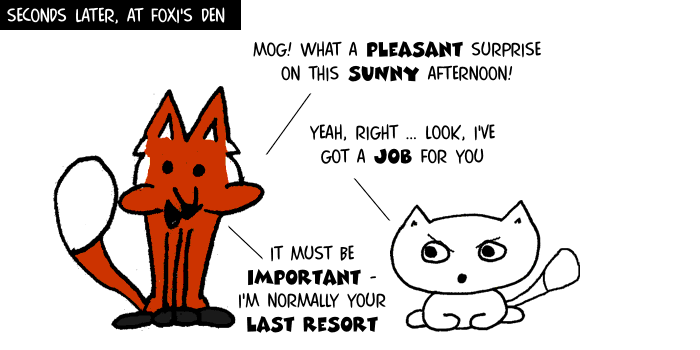 SECONDS LATER, AT FOXI'S DEN
MOG! WHAT A PLEASANT SURPRISE
ON THIS SUNNY AFTERNOON!
YEAH, RIGHT ... LOOK, I'VE
GOT A JOB FOR YOU
IT MUST BE
IMPORTANT -
I'M NORMALLY YOUR
LAST RESORT